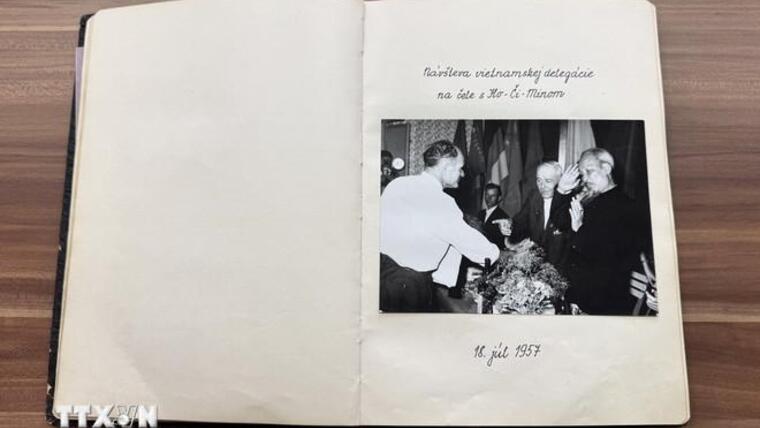 Návšteva vietnamskej delegácie
na čele s Ho-Či-Minom
18. júl 1957
TTXVN